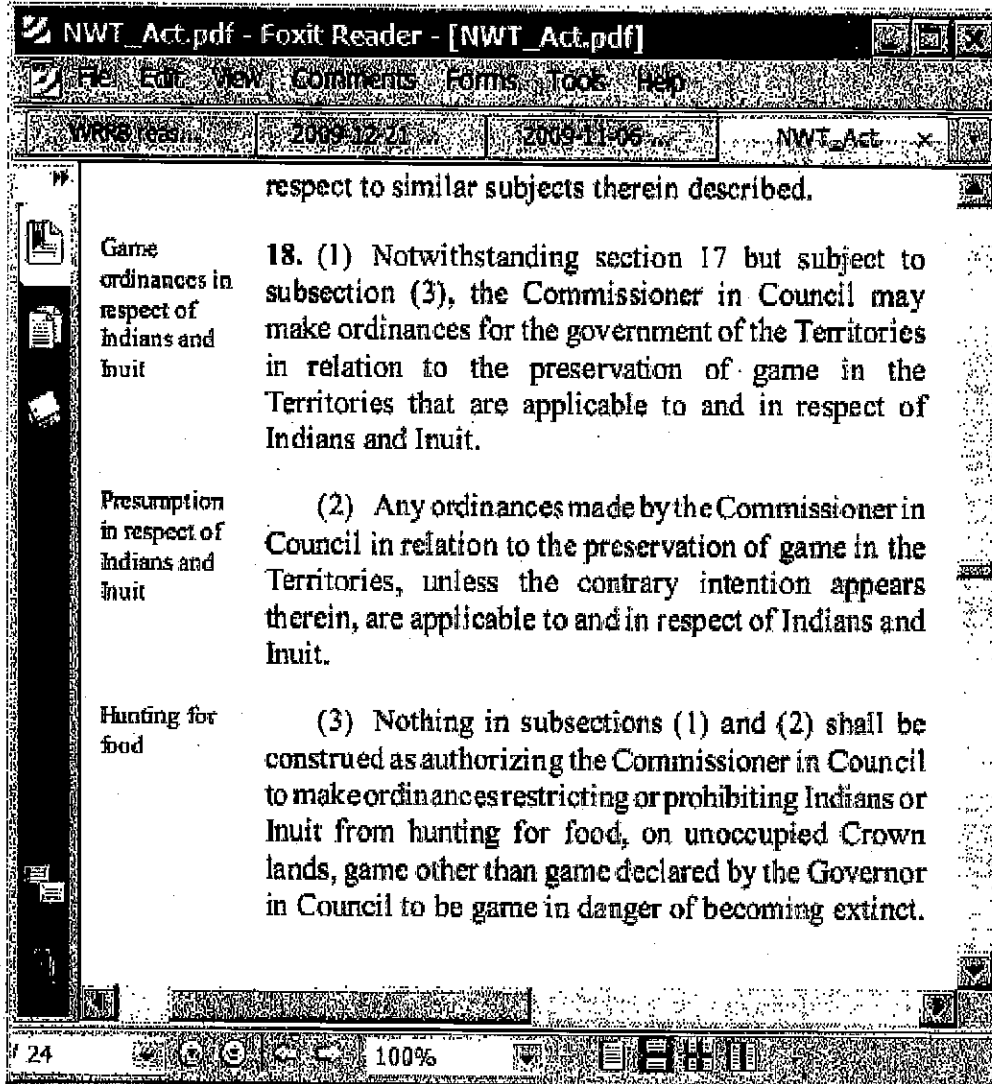 NWT_Act.pdf - Foxit Reader - [NWT_Act.pdf]
File Edit View Comments Forms Tools Help
WRRB reas... 2009-12-21 ... 2009-11-06 ... NWT_Act... x
respect to similar subjects therein described.
Game
ordinances in
respect of
Indians and
Inuit
18. (1) Notwithstanding section 17 but subject to
subsection (3), the Commissioner in Council may
make ordinances for the government of the Territories
in relation to the preservation of game in the
Territories that are applicable to and in respect of
Indians and Inuit.
Presumption
in respect of
Indians and
Inuit
(2) Any ordinances made by the Commissioner in
Council in relation to the preservation of game in the
Territories, unless the contrary intention appears
therein, are applicable to and in respect of Indians and
Inuit.
Hunting for
food
(3) Nothing in subsections (1) and (2) shall be
construed as authorizing the Commissioner in Council
to make ordinances restricting or prohibiting Indians or
Inuit from hunting for food, on unoccupied Crown
lands, game other than game declared by the Governor
in Council to be game in danger of becoming extinct.
/ 24 100%